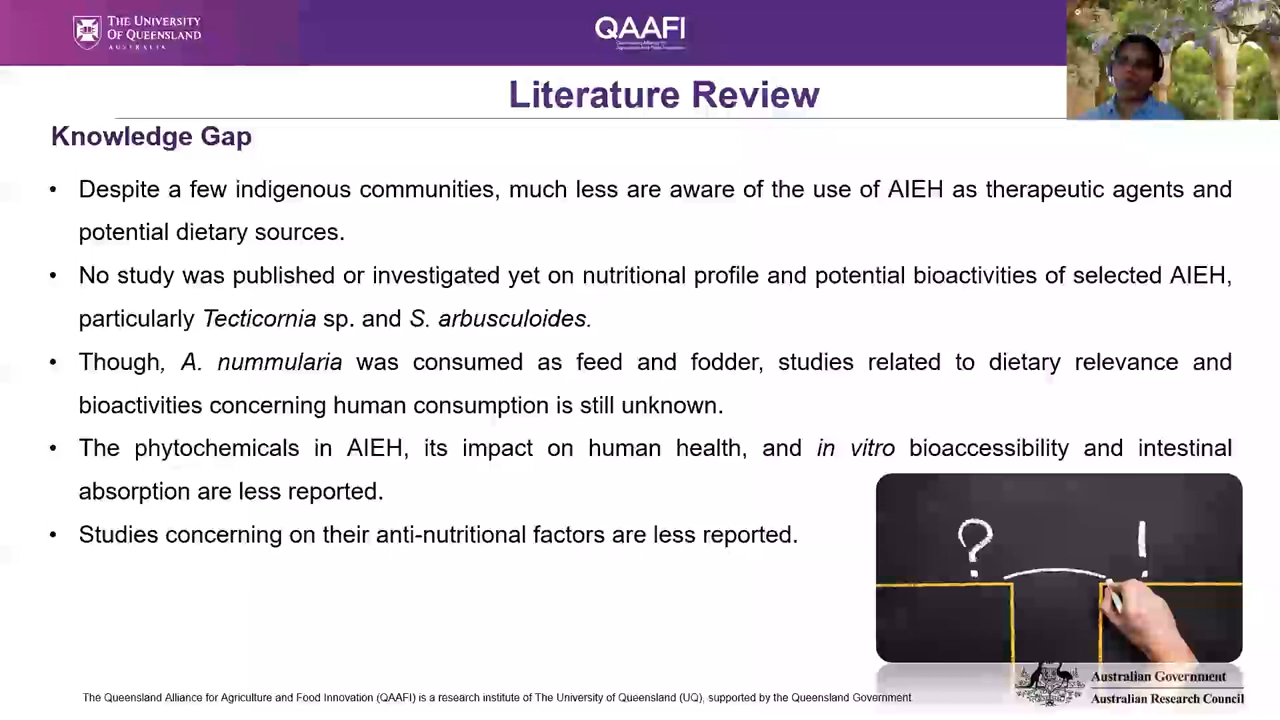 THE UNIVERSITY
OF QUEENSLAND
AUSTRALIA
QAAFI
Literature Review
Knowledge Gap
• Despite a few indigenous communities, much less are aware of the use of AIEH as therapeutic agents and
potential dietary sources.
• No study was published or investigated yet on nutritional profile and potential bioactivities of selected AIEH,
particularly Tecticornia sp. and S. arbusculoides.
• Though, A. nummularia was consumed as feed and fodder, studies related to dietary relevance and
bioactivities concerning human consumption is still unknown.
• The phytochemicals in AIEH, its impact on human health, and in vitro bioaccessibility and intestinal
absorption are less reported.
• Studies concerning on their anti-nutritional factors are less reported.
? !
Australian Government
Australian Research Council
The Queensland Alliance for Agriculture and Food Innovation (QAAFI) is a research institute of The University of Queensland (UQ), supported by the Queensland Government